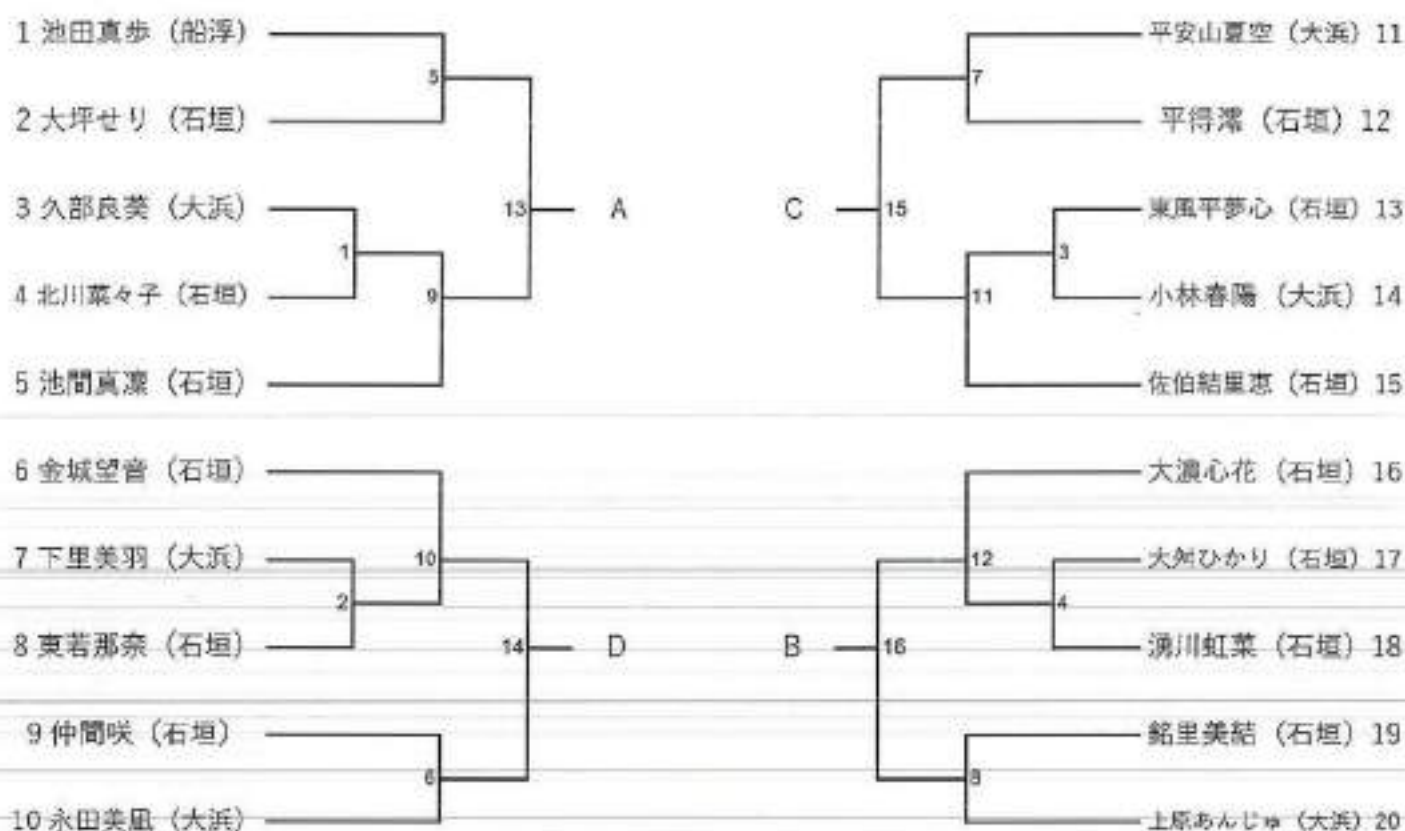 1 池田真歩（船浮）
5
2 大坪せり（石垣）
3 久部良葵（大浜）
13
A
1
4 北川菜々子（石垣）
9
5 池間真凜（石垣）
6 金城望音（石垣）
7 下里美羽（大浜）
10
2
8 東若那奈（石垣）
14
D
9 仲間咲（石垣）
6
10 永田美凪（大浜）
平安山夏空（大浜）11
7
平得澪（石垣）12
C
15
東風平夢心（石垣）13
3
11
小林春陽（大浜）14
佐伯結里恵（石垣）15
大濵心花（石垣）16
12
大舛ひかり（石垣）17
4
B
16
湧川虹菜（石垣）18
銘里美結（石垣）19
8
上原あんじゅ（大浜）20